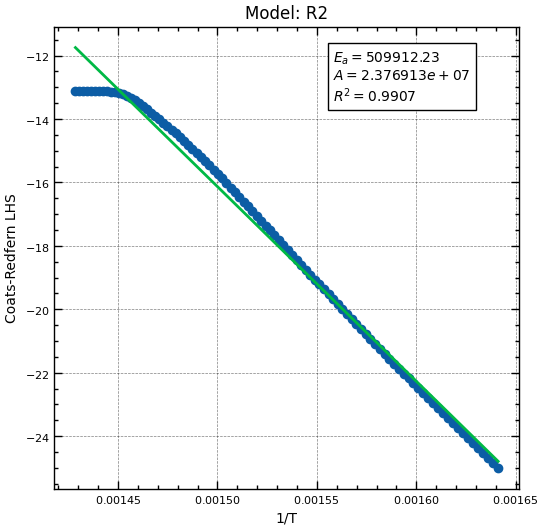 Model: R2
Eₐ = 509912.23
A = 2.376913e + 07
R² = 0.9907
Coats-Redfern LHS
−12
−14
−16
−18
−20
−22
−24
0.00145 0.00150 0.00155 0.00160 0.00165
1/T